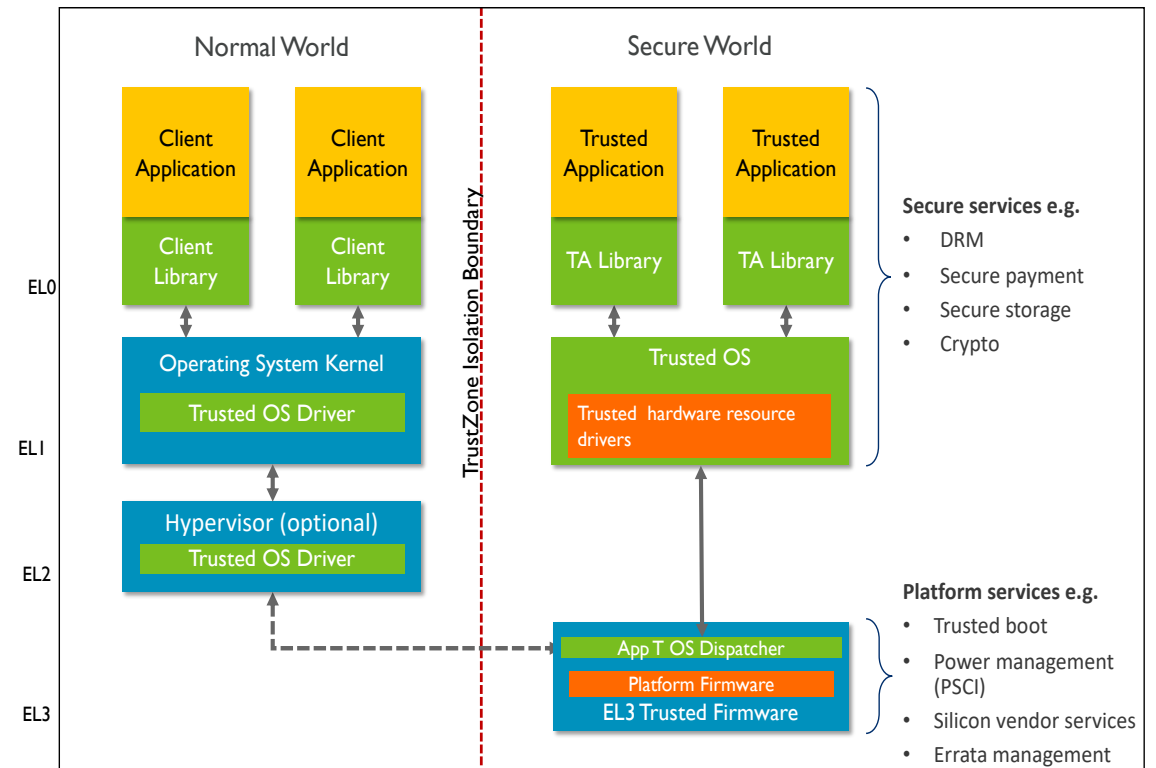 Normal World
Secure World
Client
Application
Client
Application
Trusted
Application
Trusted
Application
Client
Library
Client
Library
TA Library
TA Library
EL0
Operating System Kernel
Trusted OS Driver
EL1
Hypervisor (optional)
Trusted OS Driver
EL2
TrustZone Isolation Boundary
Trusted OS
Trusted hardware resource
drivers
App T OS Dispatcher
Platform Firmware
EL3 Trusted Firmware
EL3
Secure services e.g.
• DRM
• Secure payment
• Secure storage
• Crypto
Platform services e.g.
• Trusted boot
• Power management
(PSCI)
• Silicon vendor services
• Errata management